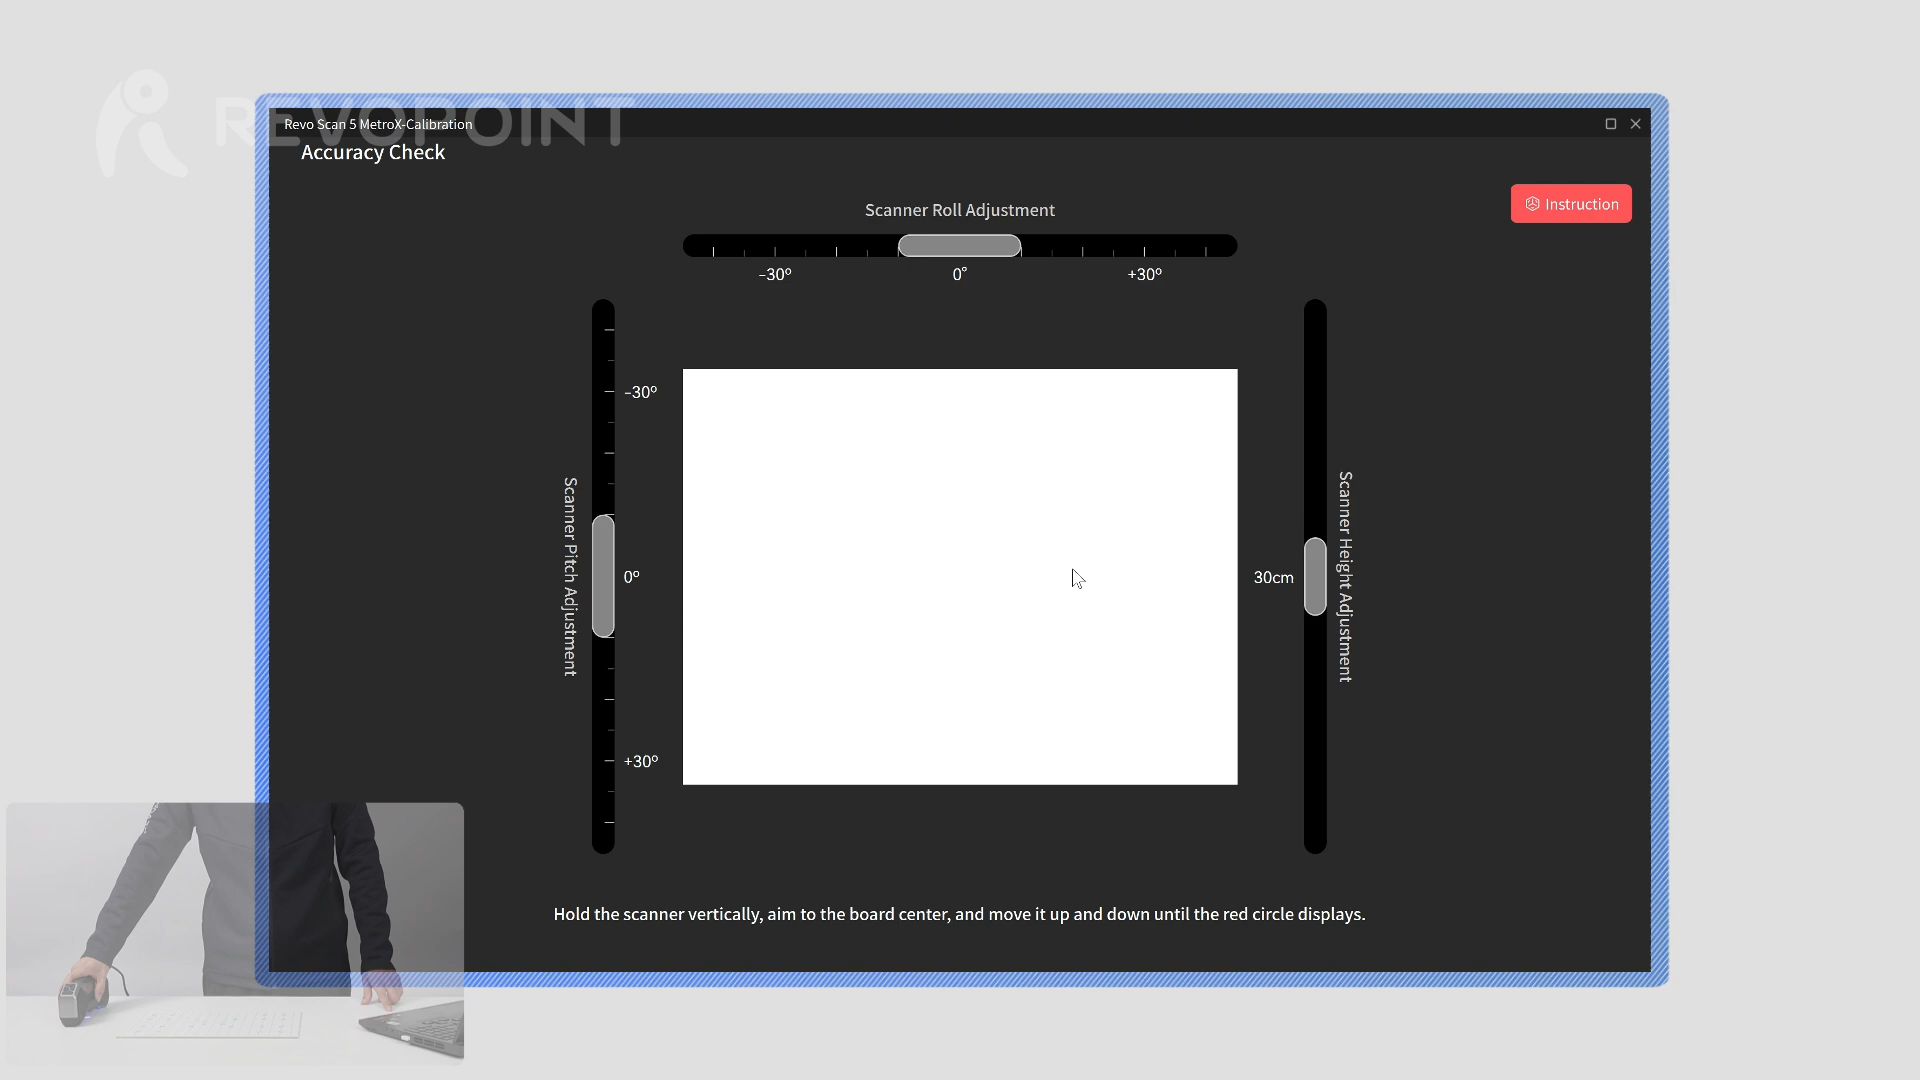 REVOPOINT
Revo Scan 5 MetroX-Calibration
Accuracy Check
Instruction
Scanner Roll Adjustment
-30° 0° +30°
-30°
0°
+30°
Scanner Pitch Adjustment
30cm
Scanner Height Adjustment
Hold the scanner vertically, aim to the board center, and move it up and down until the red circle displays.